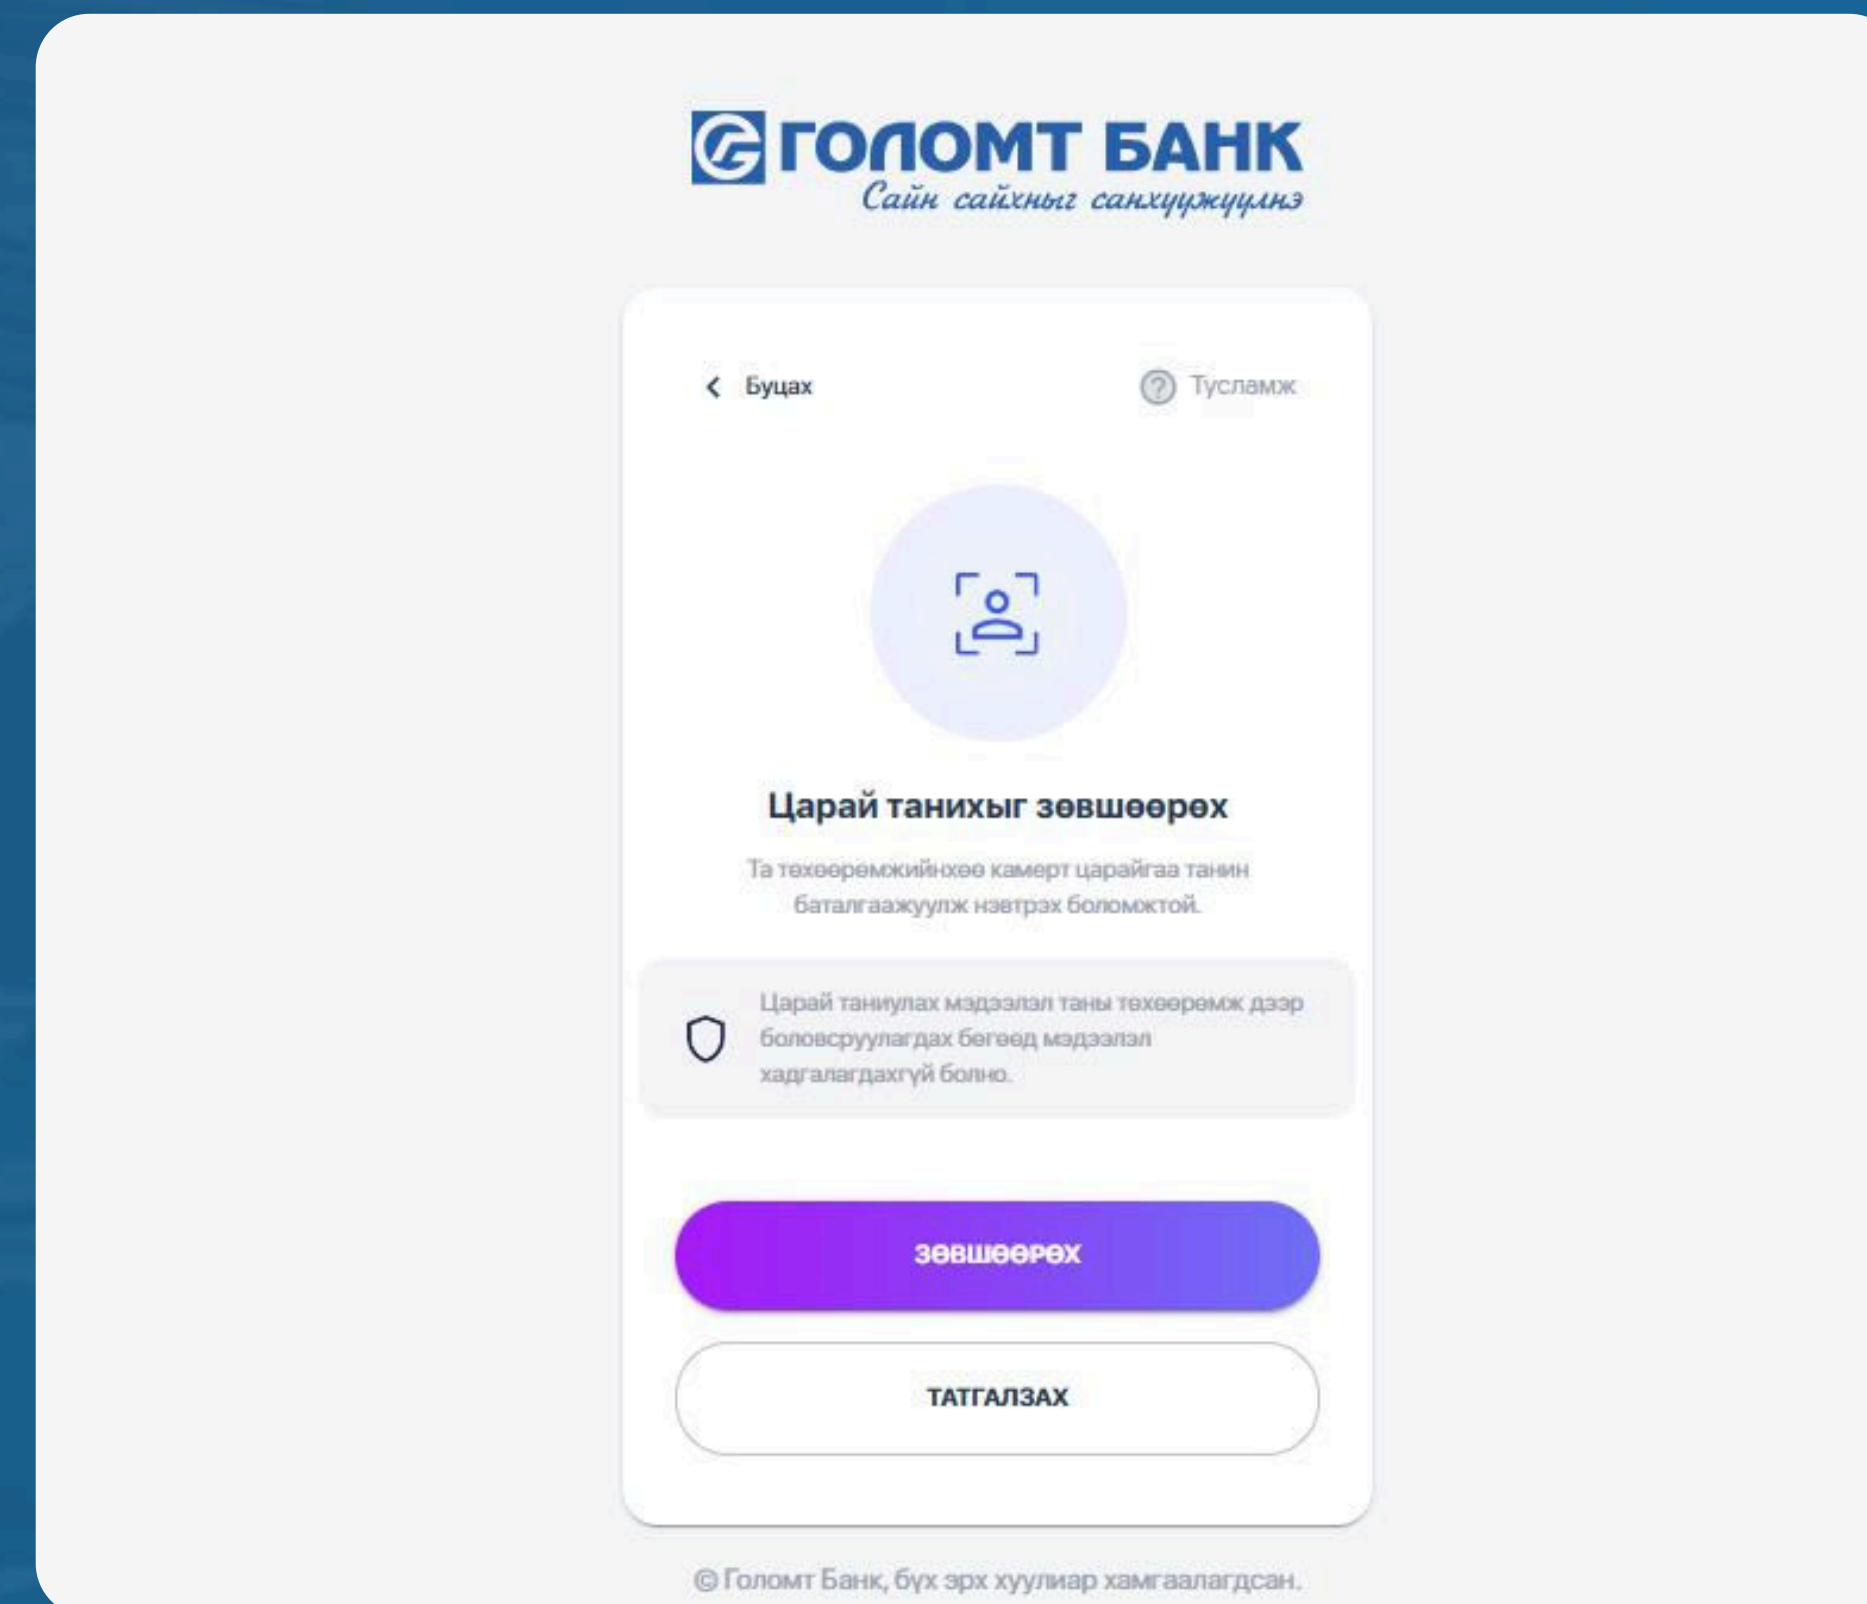 ГОЛОМТ БАНК
Сайн сайхныг санхүүжүүлнэ
Буцах
Тусламж
Царай танихыг зөвшөөрөх
Та төхөөрөмжийнхөө камерт царайгаа танин
баталгаажуулж нэвтрэх боломжтой.
Царай таниулах мэдээлэл таны төхөөрөмж дээр
боловсруулагдах бөгөөд мэдээлэл
хадгалагдахгүй болно.
ЗӨВШӨӨРӨХ
ТАТГАЛЗАХ
© Голомт Банк, бүх эрх хуулиар хамгаалагдсан.